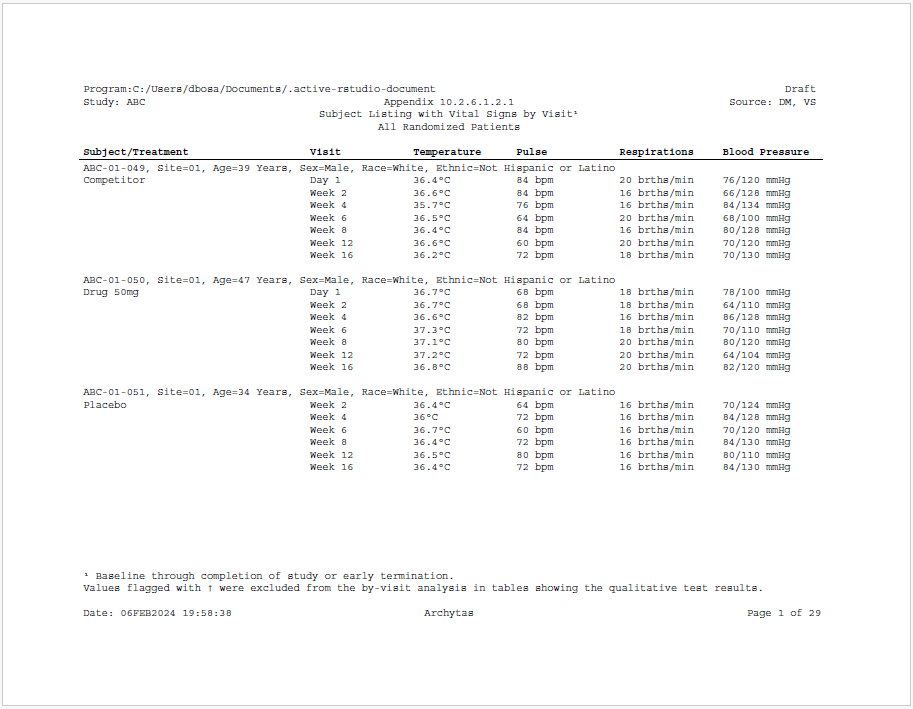 Program:C:/Users/dbosa/Documents/.active-rstudio-document Draft
Study: ABC Appendix 10.2.6.1.2.1 Source: DM, VS
Subject Listing with Vital Signs by Visit¹
All Randomized Patients
Subject/Treatment Visit Temperature Pulse Respirations Blood Pressure
ABC-01-049, Site=01, Age=39 Years, Sex=Male, Race=White, Ethnic=Not Hispanic or Latino
Competitor Day 1 36.4°C 84 bpm 20 brths/min 76/120 mmHg
Week 2 36.6°C 84 bpm 16 brths/min 66/128 mmHg
Week 4 35.7°C 76 bpm 16 brths/min 84/134 mmHg
Week 6 36.5°C 64 bpm 20 brths/min 68/100 mmHg
Week 8 36.4°C 84 bpm 16 brths/min 80/128 mmHg
Week 12 36.6°C 60 bpm 20 brths/min 70/120 mmHg
Week 16 36.2°C 72 bpm 18 brths/min 70/130 mmHg
ABC-01-050, Site=01, Age=47 Years, Sex=Male, Race=White, Ethnic=Not Hispanic or Latino
Drug 50mg Day 1 36.7°C 68 bpm 18 brths/min 78/100 mmHg
Week 2 36.7°C 68 bpm 18 brths/min 64/110 mmHg
Week 4 36.6°C 82 bpm 16 brths/min 86/128 mmHg
Week 6 37.3°C 72 bpm 18 brths/min 70/110 mmHg
Week 8 37.1°C 80 bpm 20 brths/min 80/120 mmHg
Week 12 37.2°C 72 bpm 20 brths/min 64/104 mmHg
Week 16 36.8°C 88 bpm 20 brths/min 82/120 mmHg
ABC-01-051, Site=01, Age=34 Years, Sex=Male, Race=White, Ethnic=Not Hispanic or Latino
Placebo Week 2 36.4°C 64 bpm 16 brths/min 70/124 mmHg
Week 4 36°C 72 bpm 16 brths/min 84/128 mmHg
Week 6 36.7°C 60 bpm 16 brths/min 70/120 mmHg
Week 8 36.4°C 72 bpm 16 brths/min 84/130 mmHg
Week 12 36.5°C 80 bpm 16 brths/min 80/110 mmHg
Week 16 36.4°C 72 bpm 16 brths/min 84/130 mmHg
¹ Baseline through completion of study or early termination.
Values flagged with ↑ were excluded from the by-visit analysis in tables showing the qualitative test results.
Date: 06FEB2024 19:58:38 Archytas Page 1 of 29